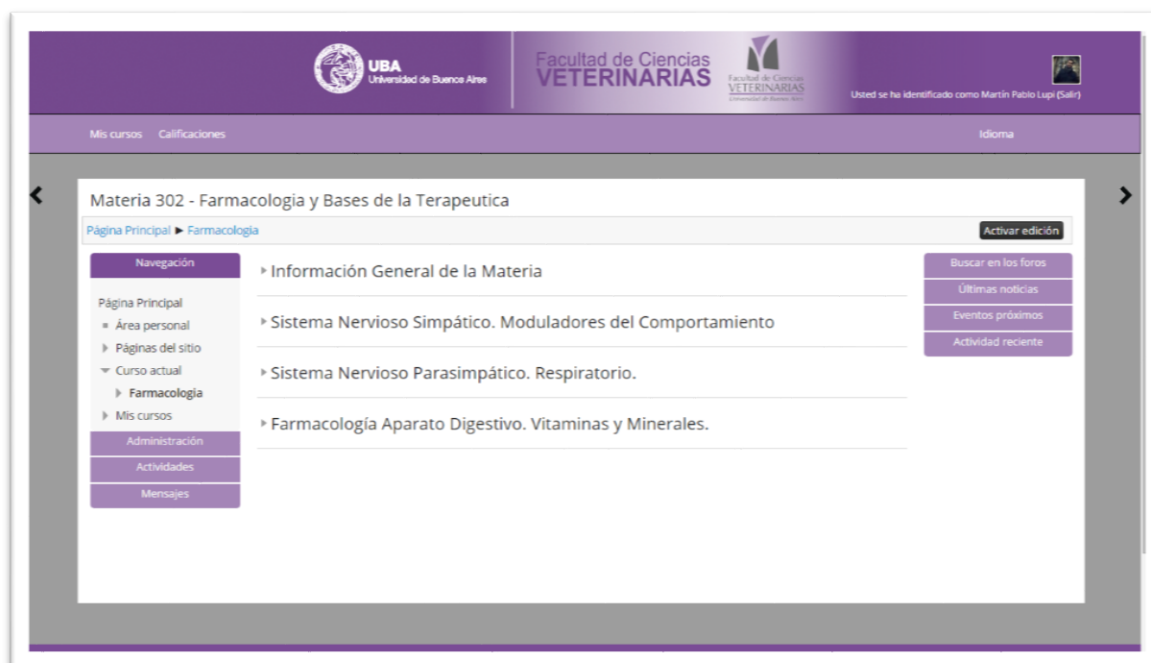 UBA
Universidad de Buenos Aires
Facultad de Ciencias
VETERINARIAS
Facultad de Ciencias
VETERINARIAS
Universidad de Buenos Aires
Usted se ha identificado como Martín Pablo Lupi (Salir)
Mis cursos Calificaciones
Idioma
Materia 302 - Farmacologia y Bases de la Terapeutica
Página Principal ► Farmacologia
Activar edición
Navegación
Página Principal
Área personal
Páginas del sitio
Curso actual
Farmacologia
Mis cursos
Administración
Actividades
Mensajes
Información General de la Materia
Sistema Nervioso Simpático. Moduladores del Comportamiento
Sistema Nervioso Parasimpático. Respiratorio.
Farmacología Aparato Digestivo. Vitaminas y Minerales.
Buscar en los foros
Últimas noticias
Eventos próximos
Actividad reciente